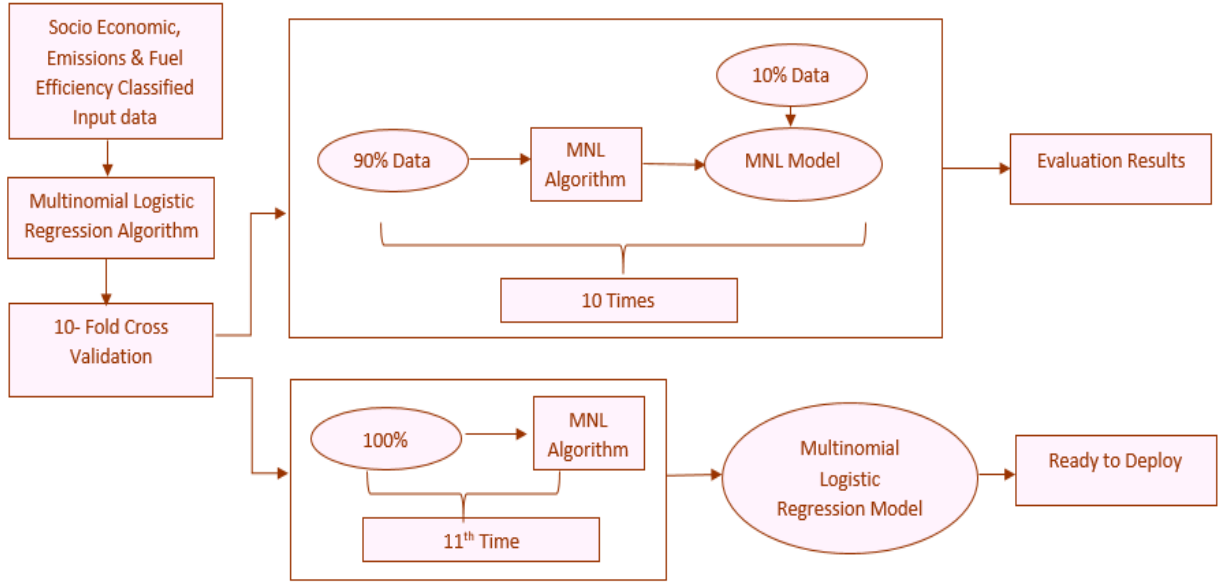 Socio Economic,
Emissions & Fuel
Efficiency Classified
Input data
Multinomial Logistic
Regression Algorithm
10- Fold Cross
Validation
10% Data
90% Data
MNL
Algorithm
MNL Model
10 Times
Evaluation Results
100%
MNL
Algorithm
11th Time
Multinomial
Logistic
Regression Model
Ready to Deploy